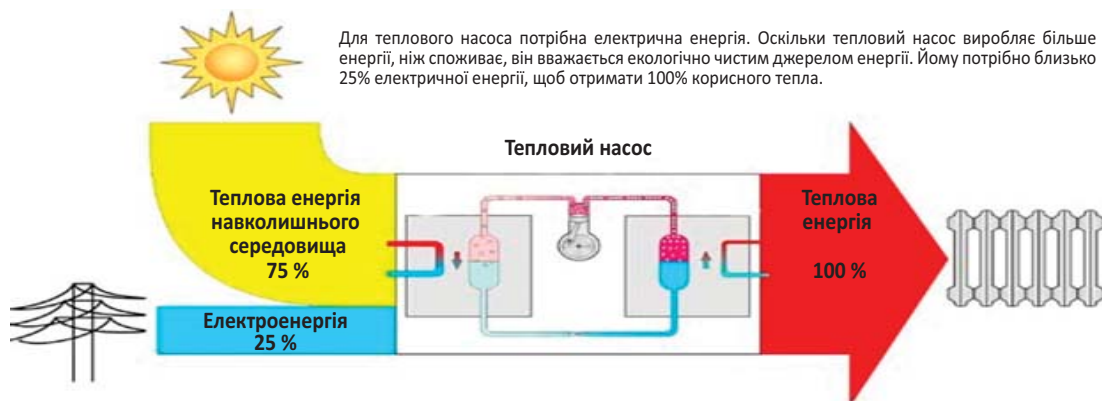 Для теплового насоса потрібна електрична енергія. Оскільки тепловий насос виробляє більше
енергії, ніж споживає, він вважається екологічно чистим джерелом енергії. Йому потрібно близько
25% електричної енергії, щоб отримати 100% корисного тепла.
Тепловий насос
Теплова енергія
навколишнього
середовища
75 %
Електроенергія
25 %
Теплова
енергія
100 %